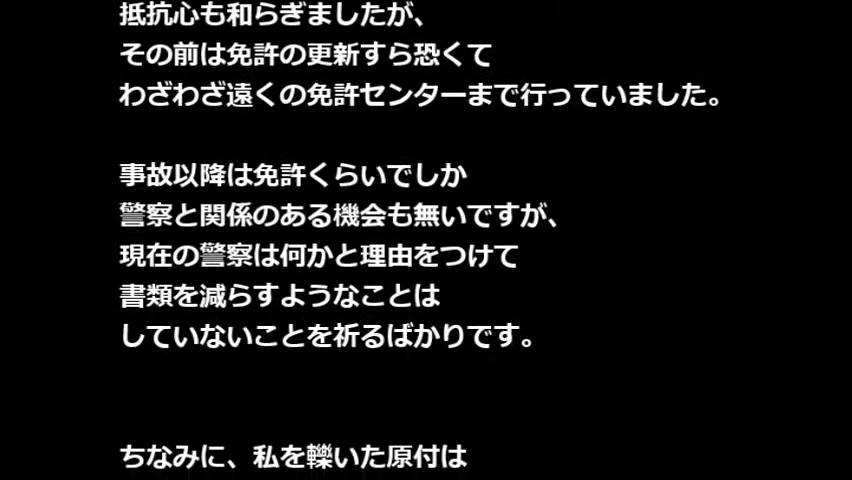 抵抗心も和らぎましたが、
その前は免許の更新すら恐くて
わざわざ遠くの免許センターまで行っていました。
事故以降は免許くらいでしか
警察と関係のある機会も無いですが、
現在の警察は何かと理由をつけて
書類を減らすようなことは
していないことを祈るばかりです。
ちなみに、私を轢いた原付は